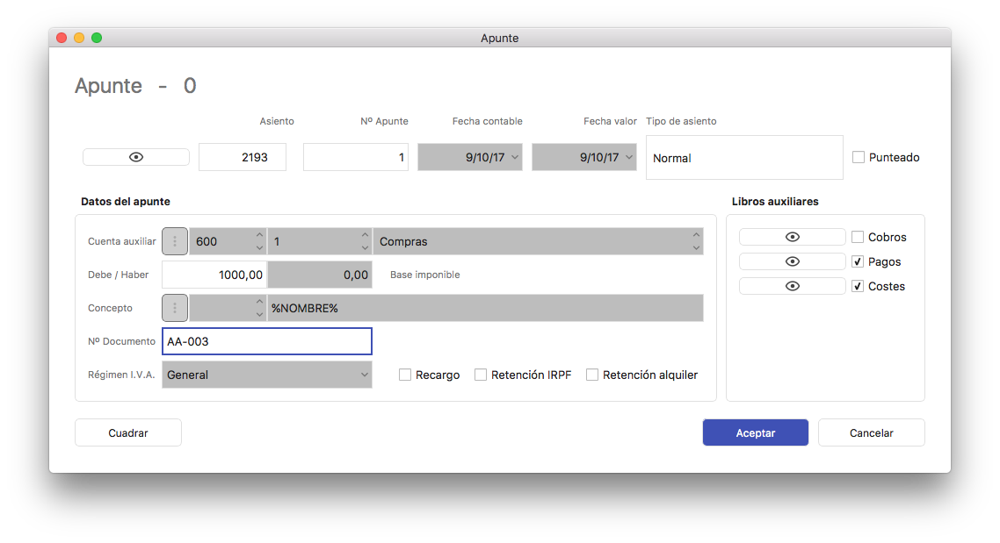 Apunte
Apunte - 0
Asiento Nº Apunte Fecha contable Fecha valor Tipo de asiento
2193 1 9/10/17 9/10/17 Normal Punteado
Datos del apunte
Cuenta auxiliar 600 1 Compras
Debe / Haber 1000,00 0,00 Base imponible
Concepto %NOMBRE%
Nº Documento AA-003
Régimen I.V.A. General Recargo Retención IRPF Retención alquiler
Libros auxiliares
Cobros
Pagos
Costes
Cuadrar Aceptar Cancelar